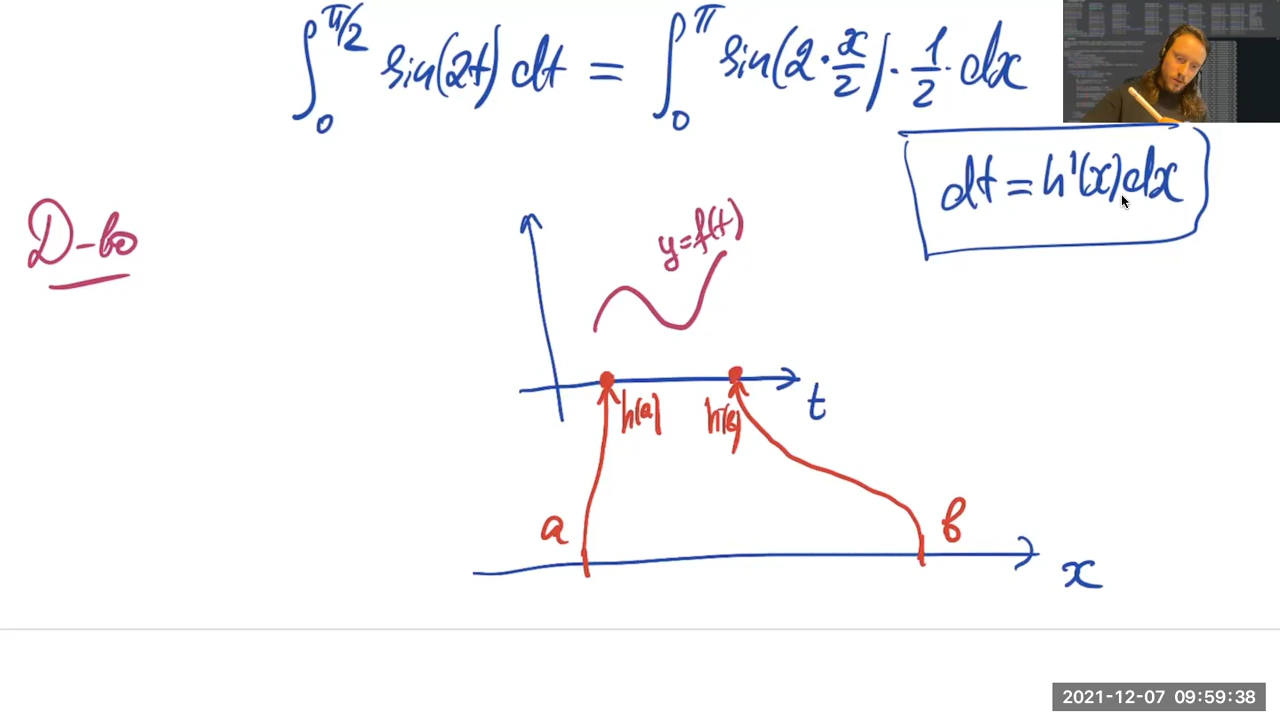 ∫₀^{π/2} sin(2t) dt = ∫₀^π sin(2·x/2)·1/2·dx
dt = h'(x)dx
Д-во
y=f(t)
h(a) h(b)
t
a b
x
2021-12-07 09:59:38